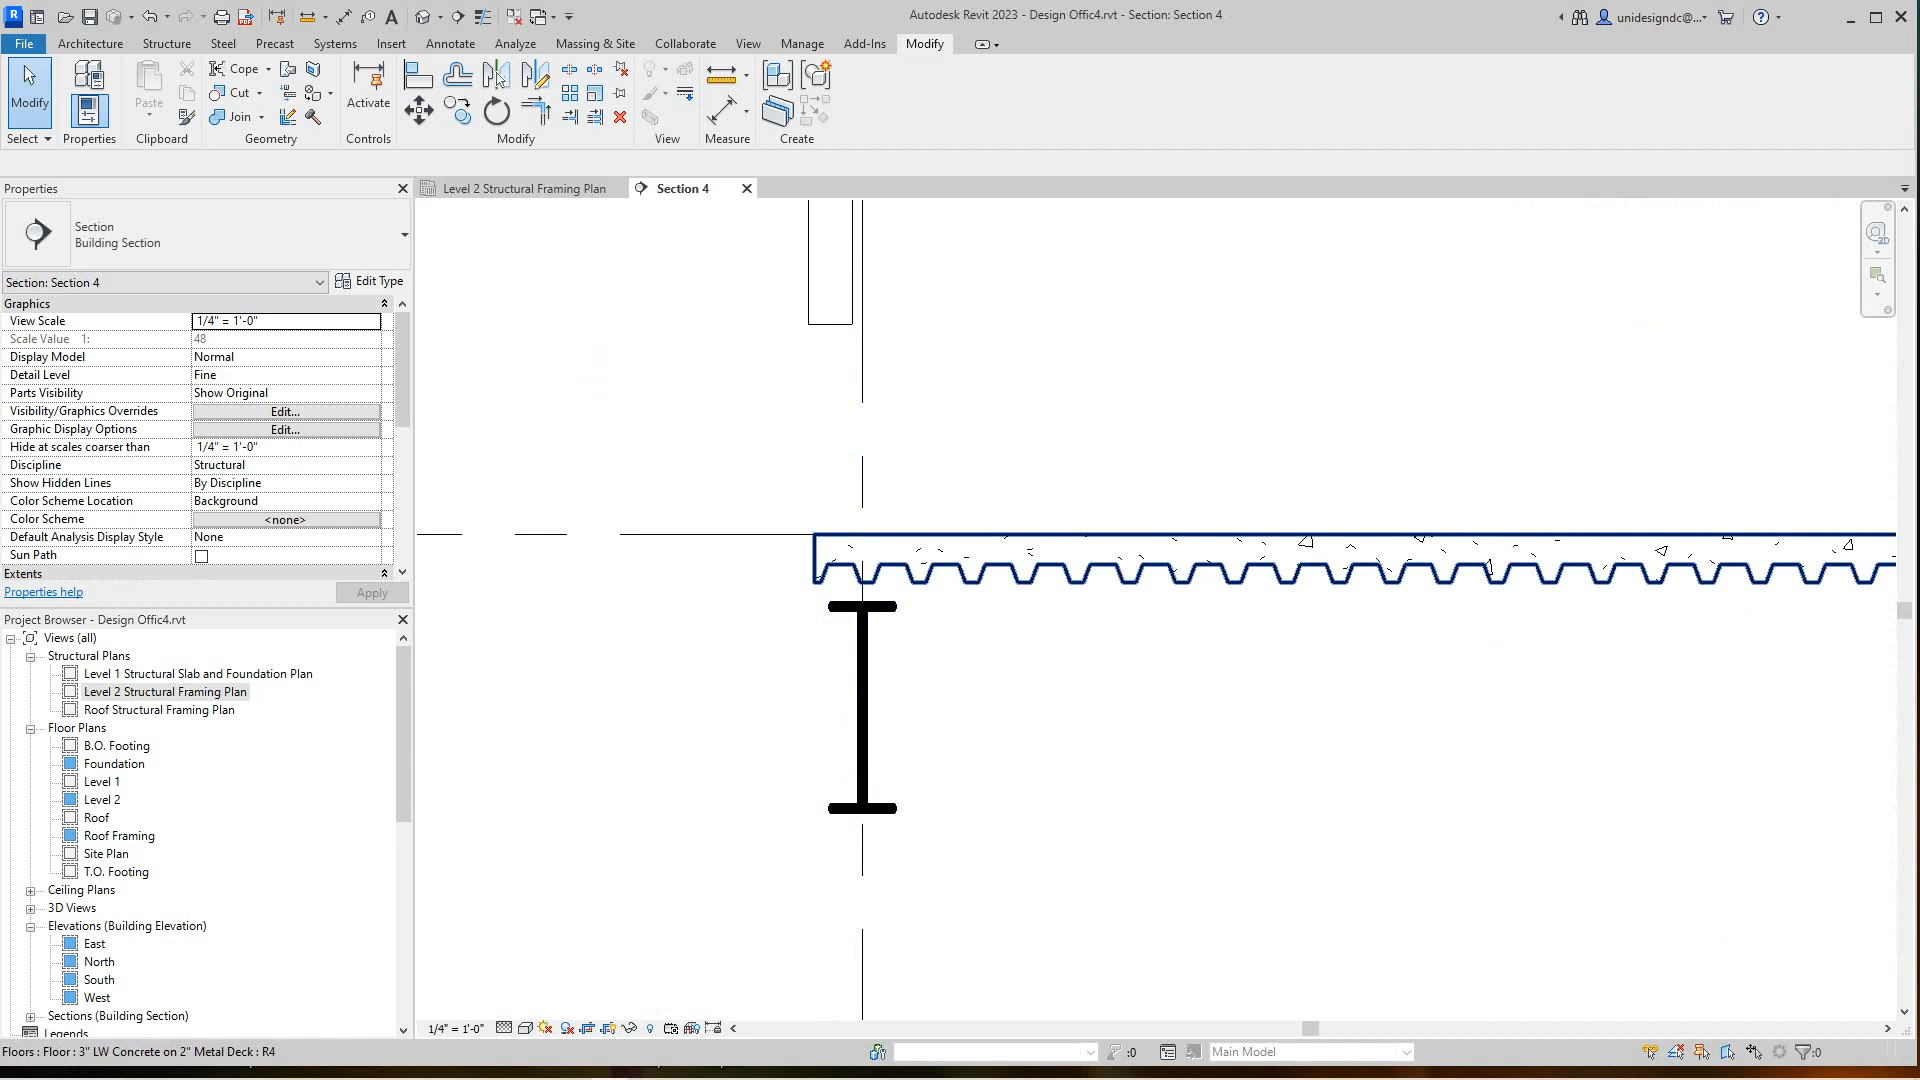 Autodesk Revit 2023 - Design Offic4.rvt - Section: Section 4
unidesigndc@...
File
Architecture
Structure
Steel
Precast
Systems
Insert
Annotate
Analyze
Massing & Site
Collaborate
View
Manage
Add-Ins
Modify
Modify
Paste
Cope
Cut
Join
Activate
Select
Properties
Clipboard
Geometry
Controls
Modify
View
Measure
Create
Properties
Level 2 Structural Framing Plan
Section 4
Section
Building Section
Section: Section 4
Edit Type
Graphics
View Scale 1/4" = 1'-0"
Scale Value 1: 48
Display Model Normal
Detail Level Fine
Parts Visibility Show Original
Visibility/Graphics Overrides Edit...
Graphic Display Options Edit...
Hide at scales coarser than 1/4" = 1'-0"
Discipline Structural
Show Hidden Lines By Discipline
Color Scheme Location Background
Color Scheme <none>
Default Analysis Display Style None
Sun Path
Extents
Properties help
Apply
Project Browser - Design Offic4.rvt
Views (all)
Structural Plans
Level 1 Structural Slab and Foundation Plan
Level 2 Structural Framing Plan
Roof Structural Framing Plan
Floor Plans
B.O. Footing
Foundation
Level 1
Level 2
Roof
Roof Framing
Site Plan
T.O. Footing
Ceiling Plans
3D Views
Elevations (Building Elevation)
East
North
South
West
Sections (Building Section)
Legends
2D
1/4" = 1'-0"
Floors : Floor : 3" LW Concrete on 2" Metal Deck : R4
:0
Main Model
:0